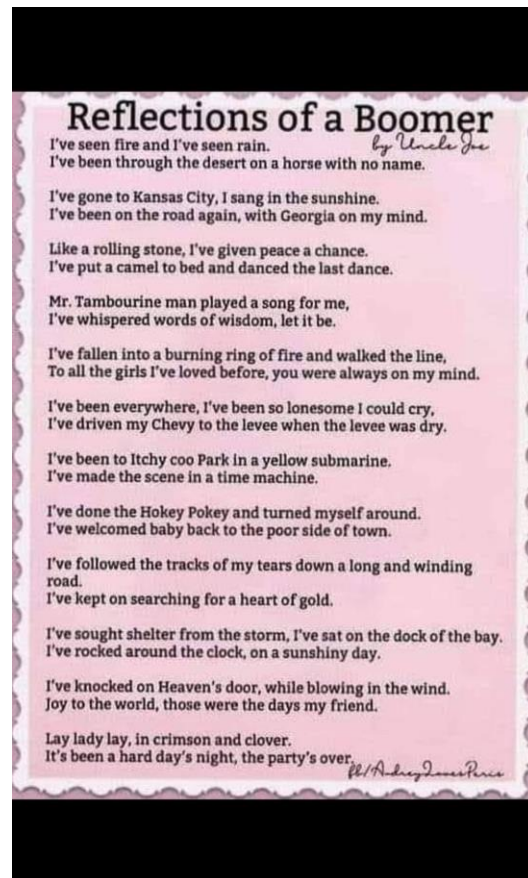 Reflections of a Boomer
by Uncle Joe
I've seen fire and I've seen rain.
I've been through the desert on a horse with no name.
I've gone to Kansas City, I sang in the sunshine.
I've been on the road again, with Georgia on my mind.
Like a rolling stone, I've given peace a chance.
I've put a camel to bed and danced the last dance.
Mr. Tambourine man played a song for me,
I've whispered words of wisdom, let it be.
I've fallen into a burning ring of fire and walked the line,
To all the girls I've loved before, you were always on my mind.
I've been everywhere, I've been so lonesome I could cry,
I've driven my Chevy to the levee when the levee was dry.
I've been to Itchy coo Park in a yellow submarine.
I've made the scene in a time machine.
I've done the Hokey Pokey and turned myself around.
I've welcomed baby back to the poor side of town.
I've followed the tracks of my tears down a long and winding
road.
I've kept on searching for a heart of gold.
I've sought shelter from the storm, I've sat on the dock of the bay.
I've rocked around the clock, on a sunshiny day.
I've knocked on Heaven's door, while blowing in the wind.
Joy to the world, those were the days my friend.
Lay lady lay, in crimson and clover.
It's been a hard day's night, the party's over.